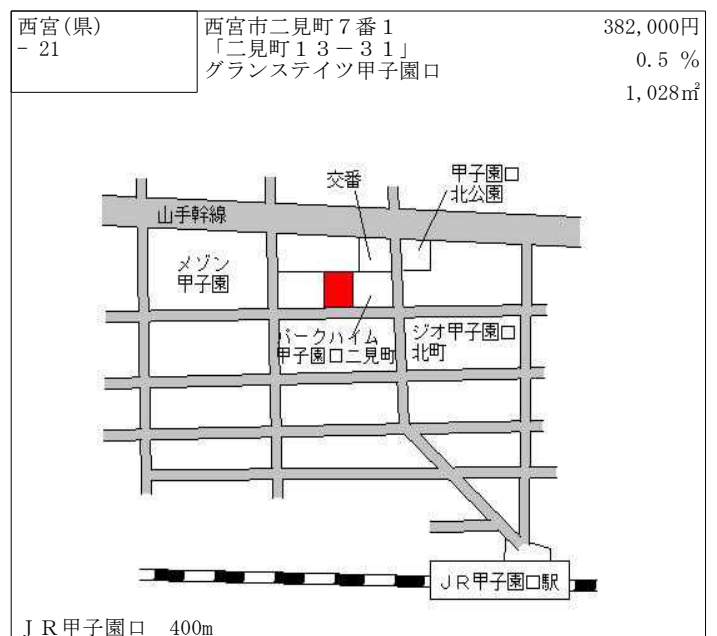 西宮(県)
- 21
西宮市二見町７番１
「二見町１３－３１」
グランステイツ甲子園口
382,000円
0.5 %
1,028㎡
交番
甲子園口
北公園
山手幹線
メゾン
甲子園
パークハイム
甲子園口二見町
ジオ甲子園口
北町
ＪＲ甲子園口駅
ＪＲ甲子園口　400m